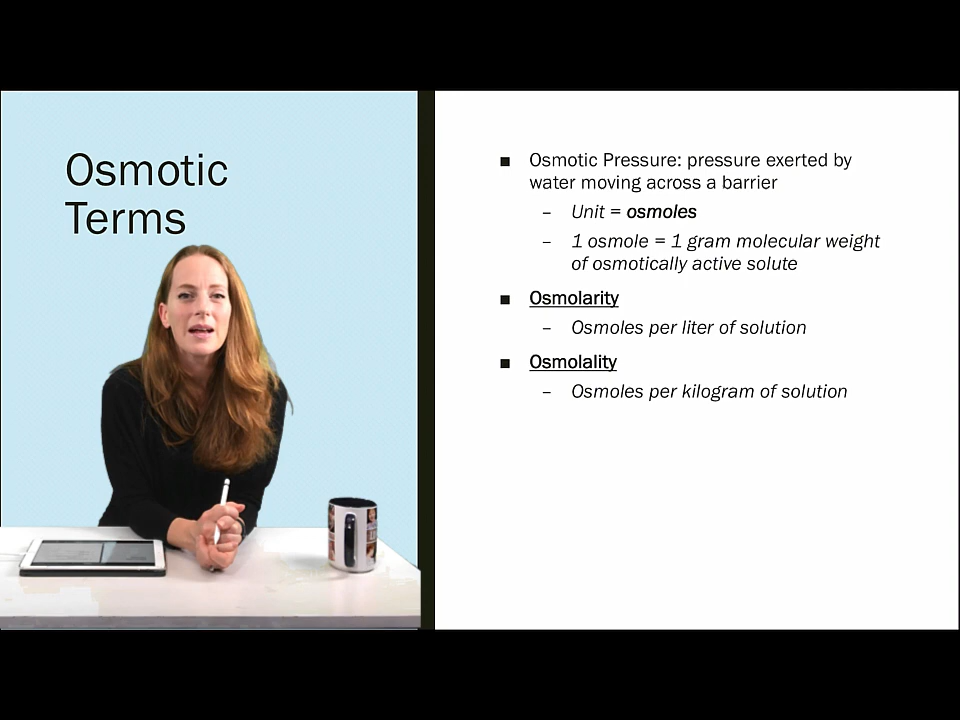 Osmotic
Terms
■ Osmotic Pressure: pressure exerted by
water moving across a barrier
– Unit = osmoles
– 1 osmole = 1 gram molecular weight
of osmotically active solute
■ Osmolarity
– Osmoles per liter of solution
■ Osmolality
– Osmoles per kilogram of solution